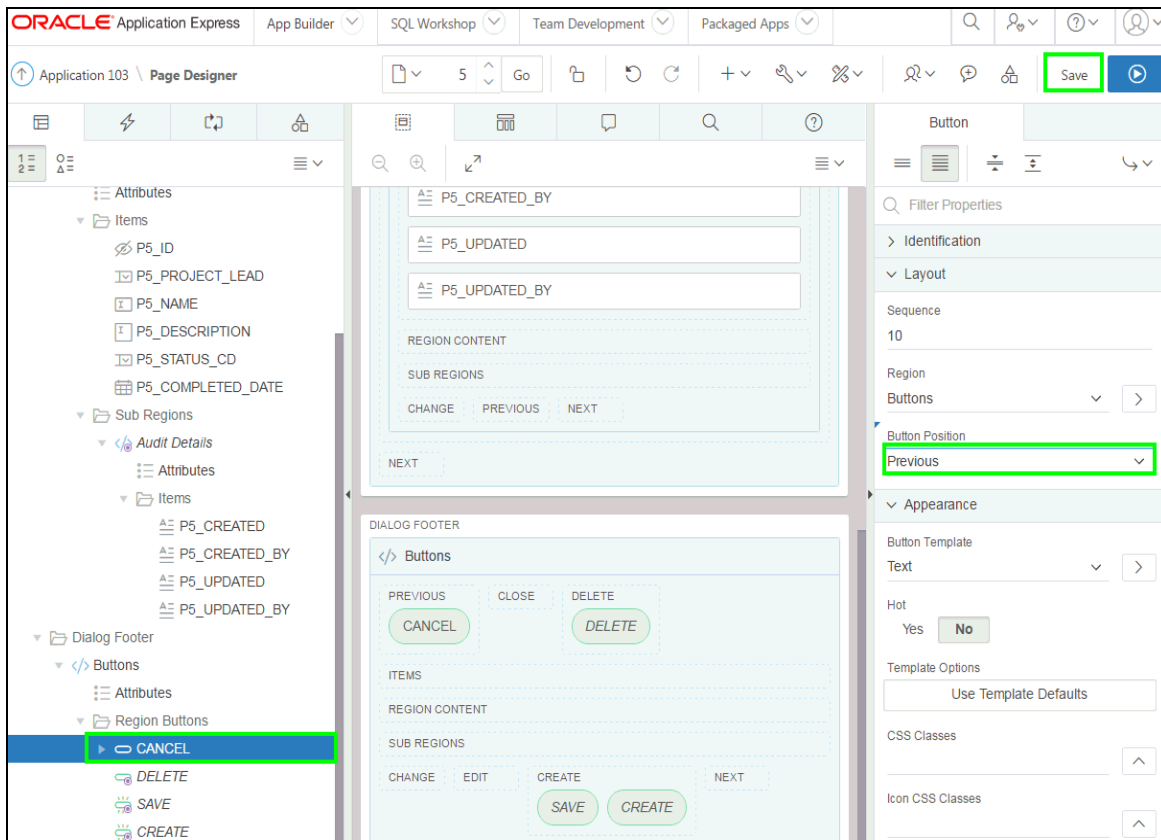 ORACLE Application Express App Builder SQL Workshop Team Development Packaged Apps
Application 103 \ Page Designer 5 Go Save
Attributes
Items
P5_ID
P5_PROJECT_LEAD
P5_NAME
P5_DESCRIPTION
P5_STATUS_CD
P5_COMPLETED_DATE
Sub Regions
Audit Details
Attributes
Items
P5_CREATED
P5_CREATED_BY
P5_UPDATED
P5_UPDATED_BY
Dialog Footer
Buttons
Attributes
Region Buttons
CANCEL
DELETE
SAVE
CREATE
P5_CREATED_BY
P5_UPDATED
P5_UPDATED_BY
REGION CONTENT
SUB REGIONS
CHANGE PREVIOUS NEXT
NEXT
DIALOG FOOTER
Buttons
PREVIOUS CLOSE DELETE
CANCEL DELETE
ITEMS
REGION CONTENT
SUB REGIONS
CHANGE EDIT CREATE NEXT
SAVE CREATE
Button
Filter Properties
Identification
Layout
Sequence
10
Region
Buttons
Button Position
Previous
Appearance
Button Template
Text
Hot
Yes No
Template Options
Use Template Defaults
CSS Classes
Icon CSS Classes